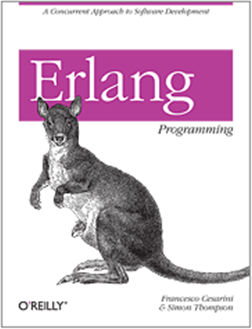 A Concurrent Approach to Software Development
Erlang
Programming
Francesco Cesarini
& Simon Thompson
O'REILLY®